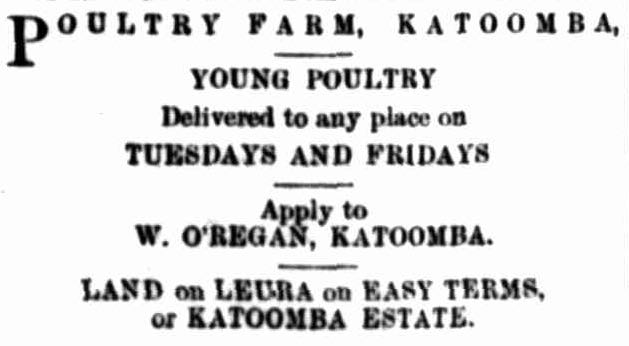 POULTRY FARM, KATOOMBA,
YOUNG POULTRY
Delivered to any place on
TUESDAYS AND FRIDAYS
Apply to
W. O'REGAN, KATOOMBA.
LAND on LEURA on EASY TERMS,
or KATOOMBA ESTATE.